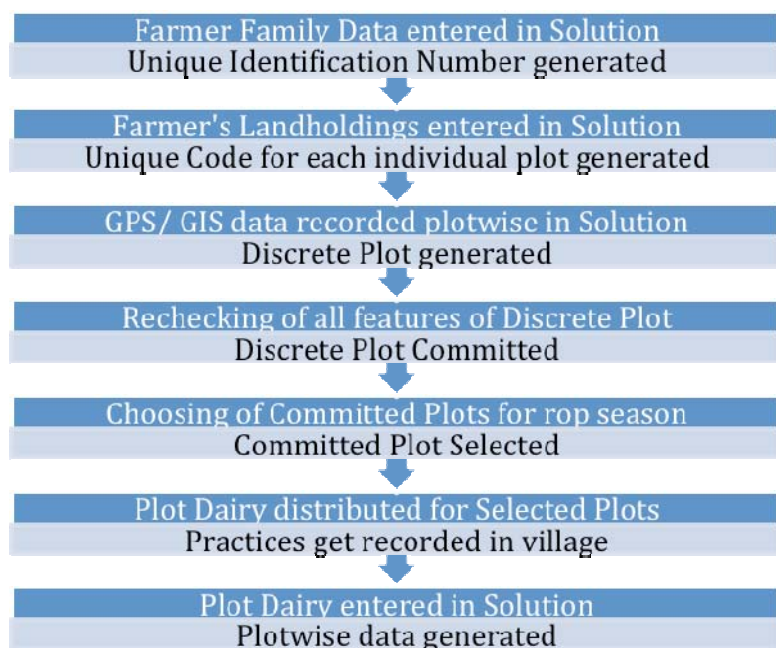 Farmer Family Data entered in Solution
Unique Identification Number generated
Farmer's Landholdings entered in Solution
Unique Code for each individual plot generated
GPS/ GIS data recorded plotwise in Solution
Discrete Plot generated
Rechecking of all features of Discrete Plot
Discrete Plot Committed
Choosing of Committed Plots for rop season
Committed Plot Selected
Plot Dairy distributed for Selected Plots
Practices get recorded in village
Plot Dairy entered in Solution
Plotwise data generated